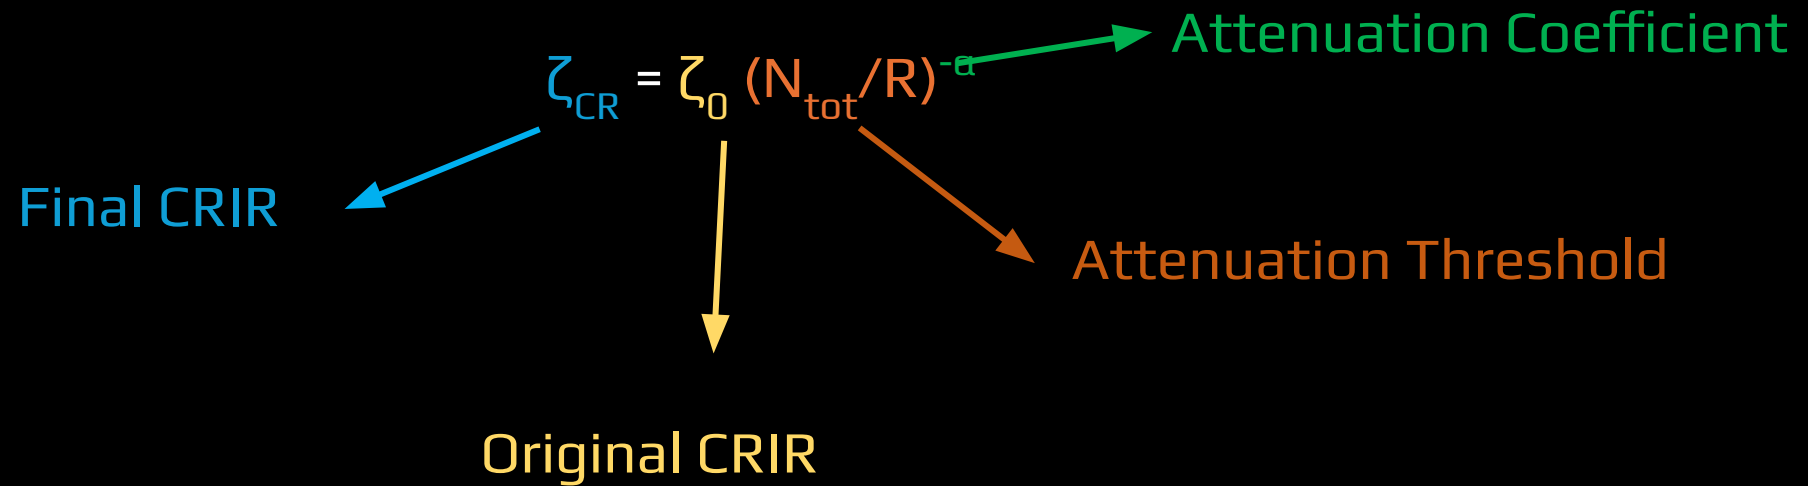 Attenuation Coefficient
ζCR = ζ0 (Ntot/R)^-α
Final CRIR
Attenuation Threshold
Original CRIR